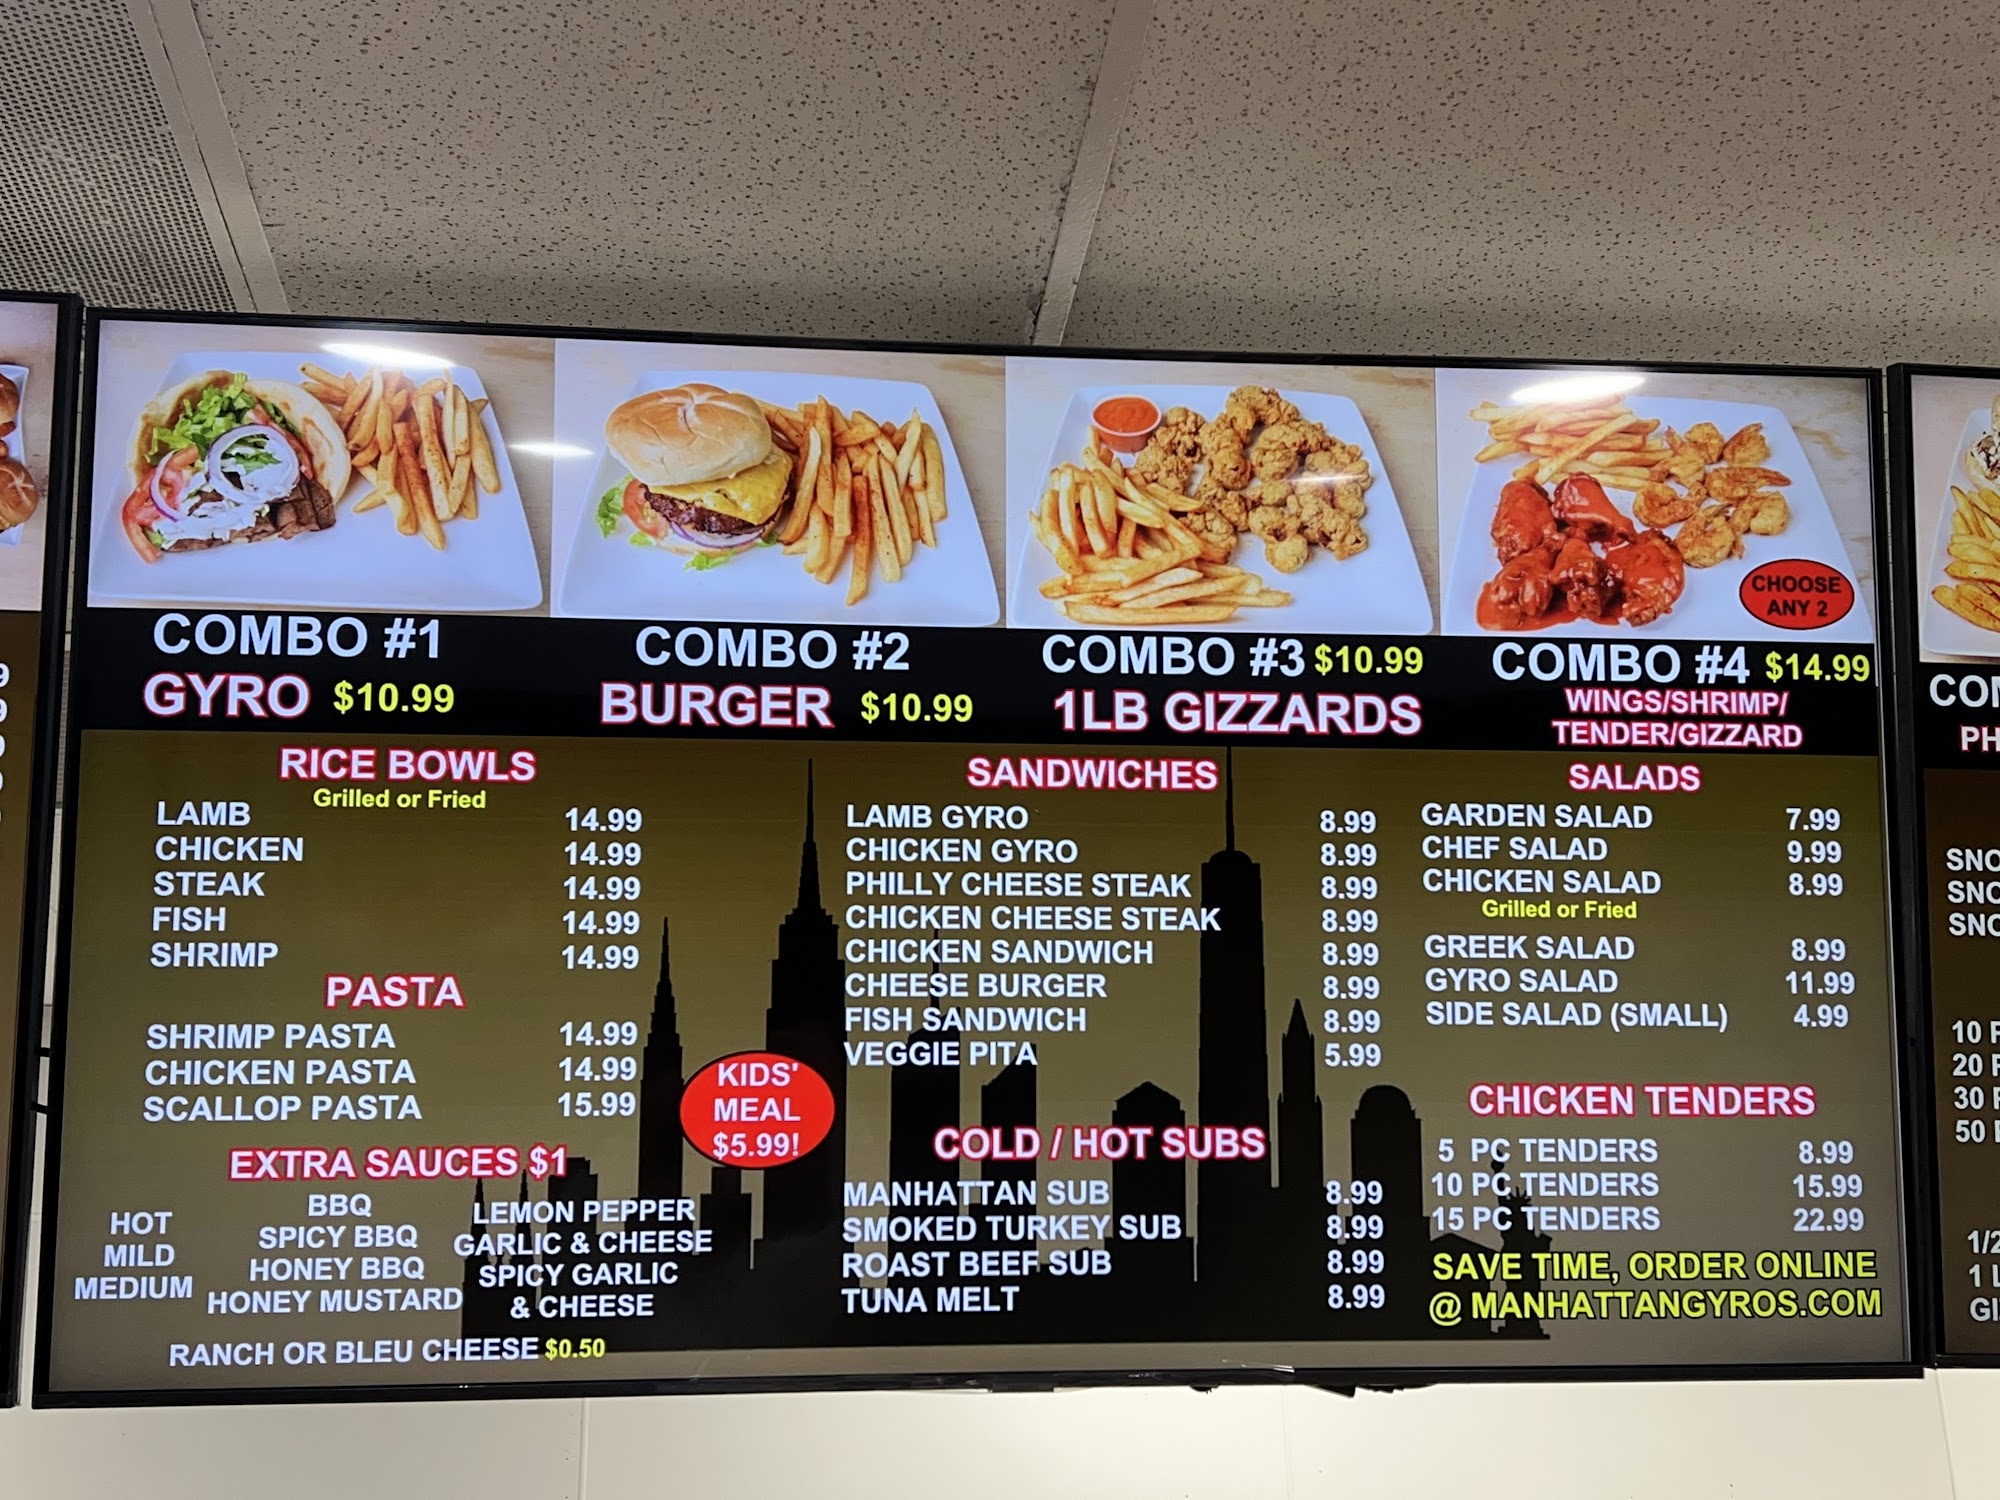 COMBO #1
GYRO $10.99
COMBO #2
BURGER $10.99
COMBO #3 $10.99
1LB GIZZARDS
CHOOSE
ANY 2
COMBO #4 $14.99
WINGS/SHRIMP/
TENDER/GIZZARD
RICE BOWLS
Grilled or Fried
LAMB 14.99
CHICKEN 14.99
STEAK 14.99
FISH 14.99
SHRIMP 14.99
PASTA
SHRIMP PASTA 14.99
CHICKEN PASTA 14.99
SCALLOP PASTA 15.99
KIDS'
MEAL
$5.99!
EXTRA SAUCES $1
HOT
MILD
MEDIUM
BBQ
SPICY BBQ
HONEY BBQ
HONEY MUSTARD
LEMON PEPPER
GARLIC & CHEESE
SPICY GARLIC
& CHEESE
RANCH OR BLEU CHEESE $0.50
SANDWICHES
LAMB GYRO 8.99
CHICKEN GYRO 8.99
PHILLY CHEESE STEAK 8.99
CHICKEN CHEESE STEAK 8.99
CHICKEN SANDWICH 8.99
CHEESE BURGER 8.99
FISH SANDWICH 8.99
VEGGIE PITA 5.99
COLD / HOT SUBS
MANHATTAN SUB 8.99
SMOKED TURKEY SUB 8.99
ROAST BEEF SUB 8.99
TUNA MELT 8.99
SALADS
GARDEN SALAD 7.99
CHEF SALAD 9.99
CHICKEN SALAD 8.99
Grilled or Fried
GREEK SALAD 8.99
GYRO SALAD 11.99
SIDE SALAD (SMALL) 4.99
CHICKEN TENDERS
5 PC TENDERS 8.99
10 PC TENDERS 15.99
15 PC TENDERS 22.99
SAVE TIME, ORDER ONLINE
@ MANHATTANGYROS.COM
10
20
30
50